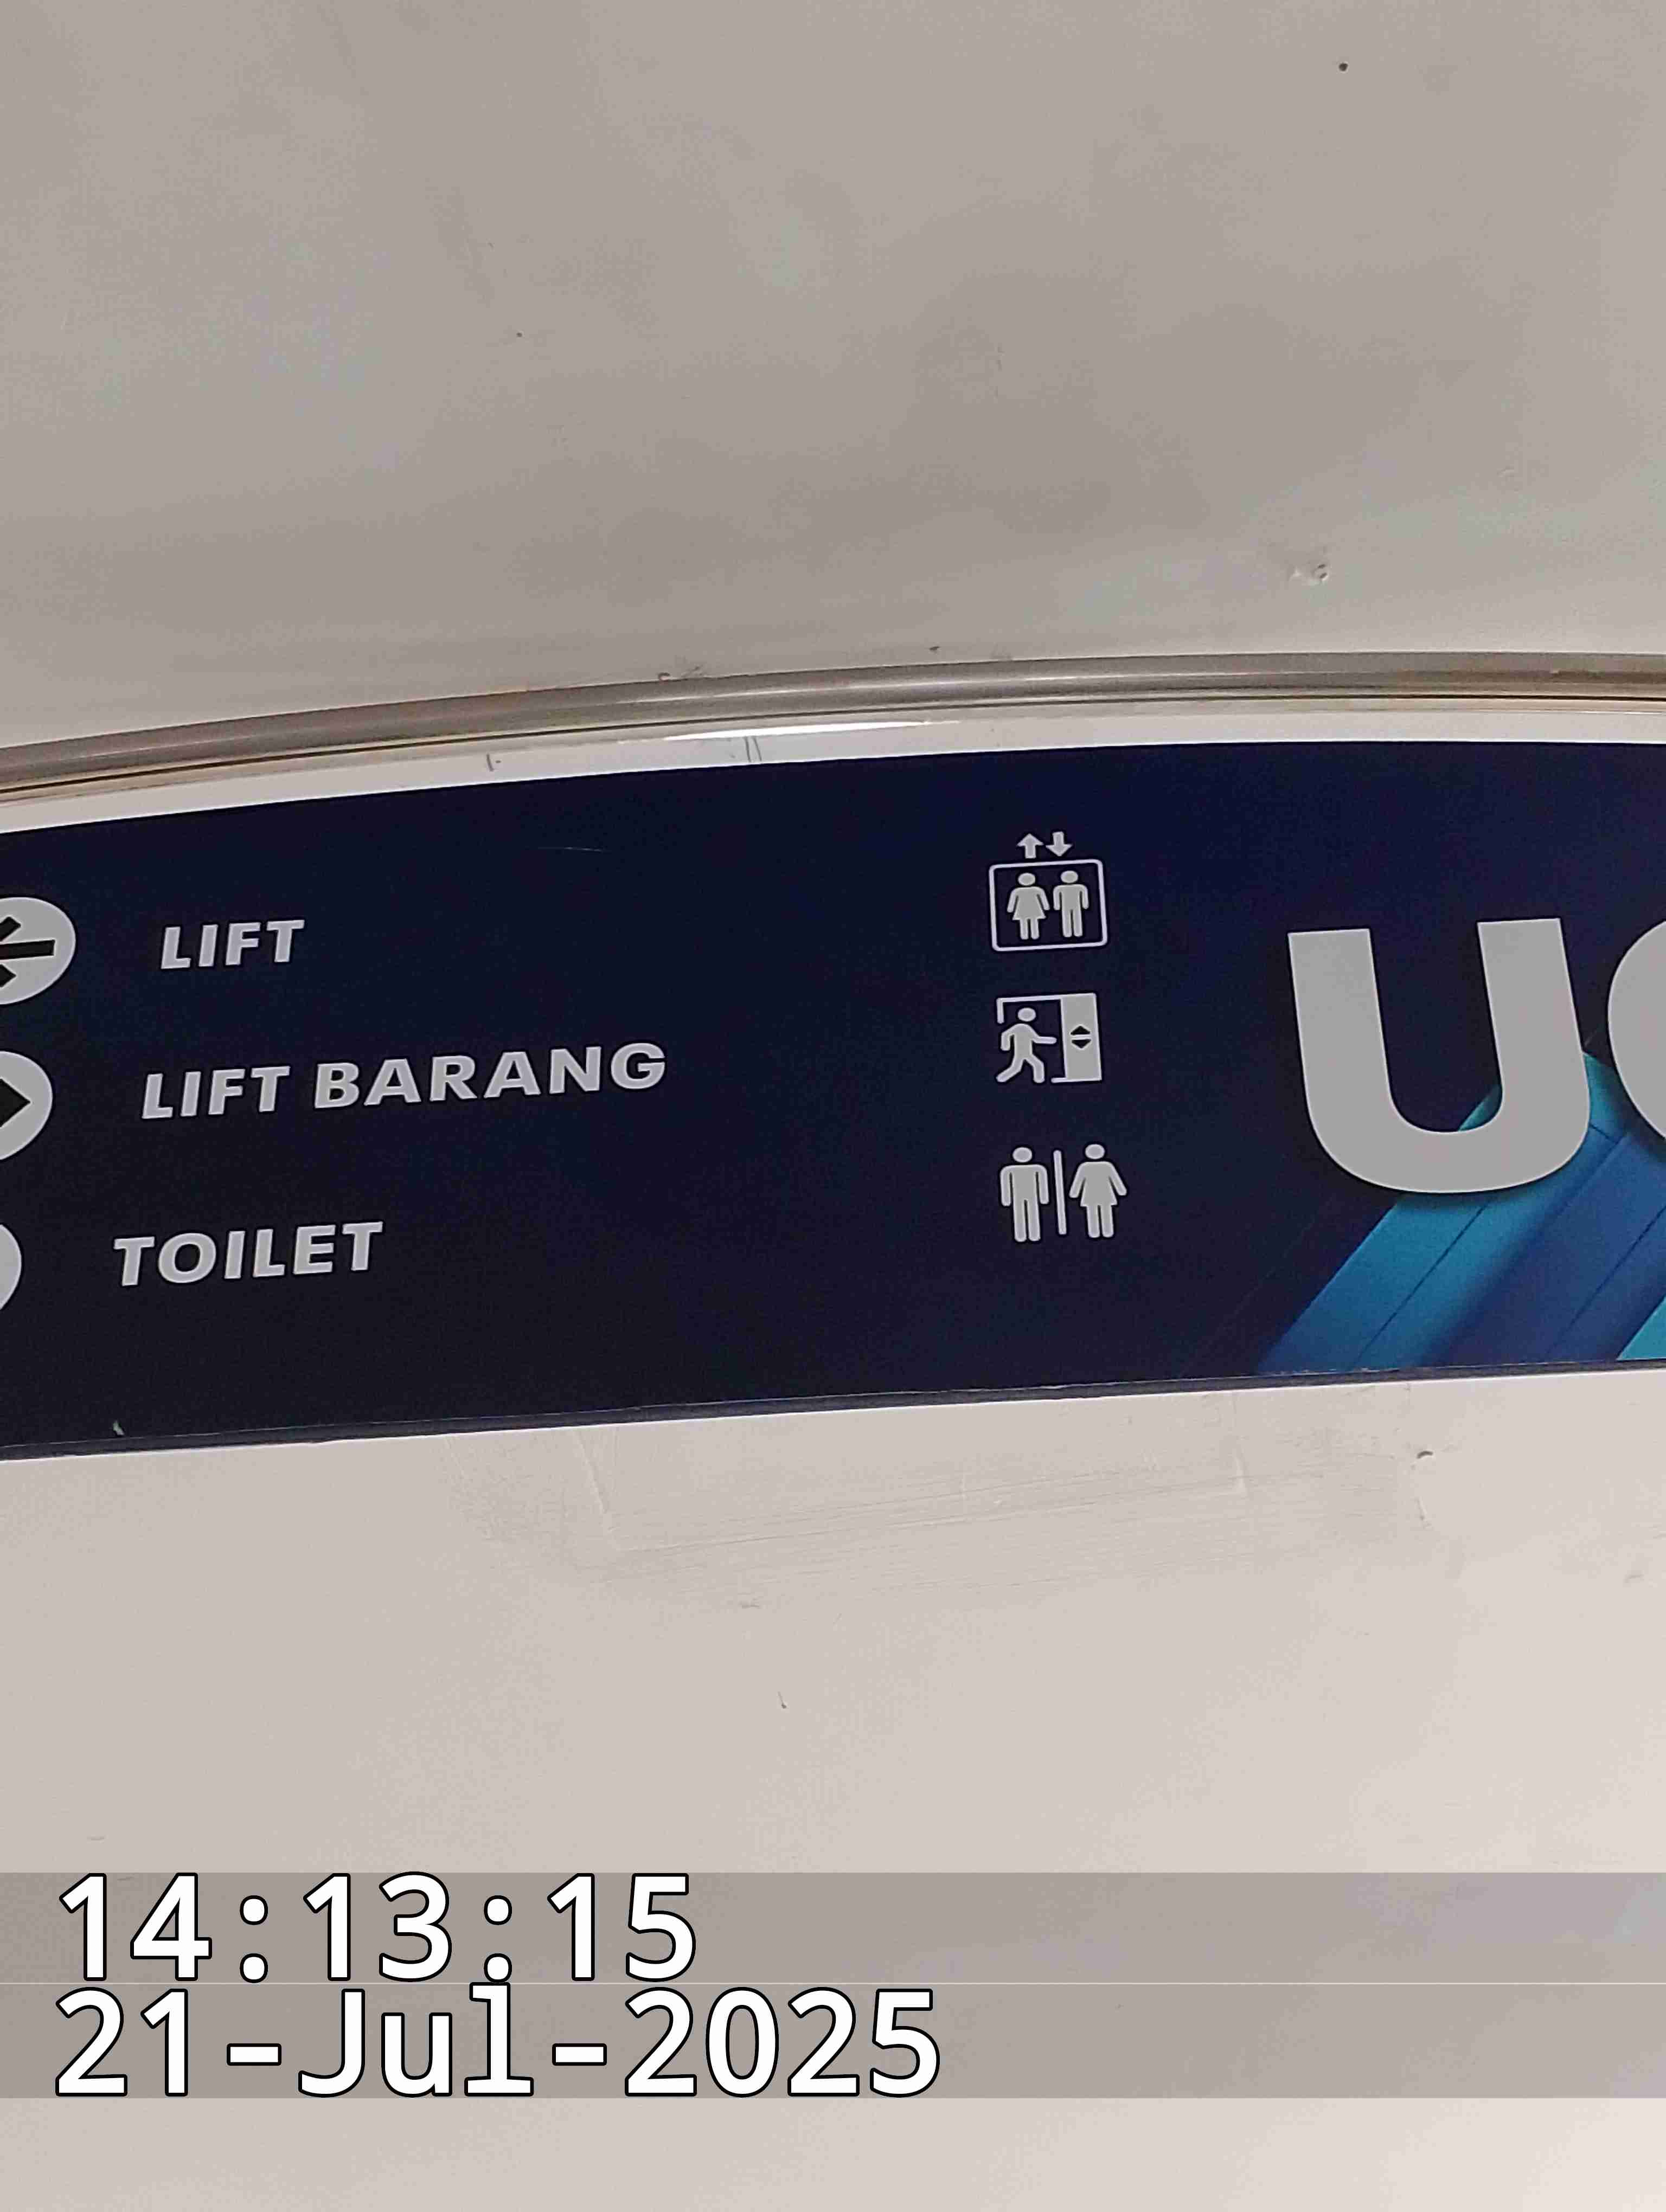 LIFT
LIFT BARANG
TOILET
14:13:15
21-Jul-2025